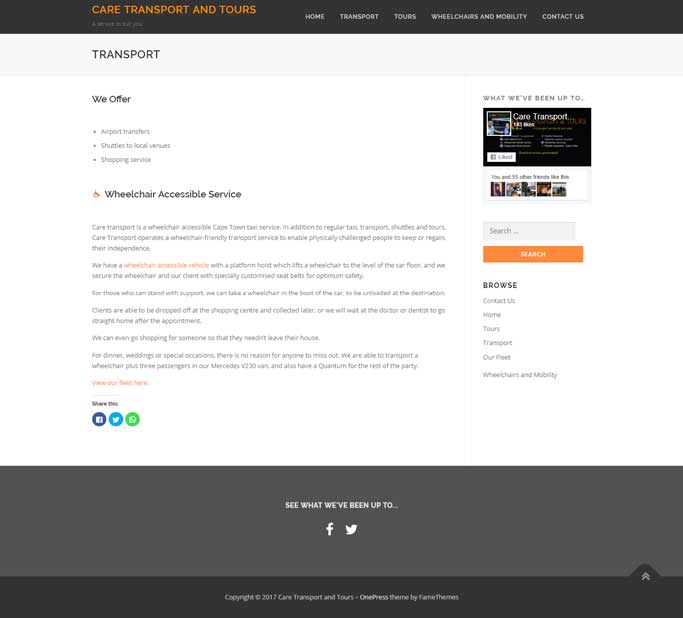 CARE TRANSPORT AND TOURS
A service to suit you
HOME TRANSPORT TOURS WHEELCHAIRS AND MOBILITY CONTACT US
TRANSPORT
We Offer
Airport transfers
Shuttles to local venues
Shopping service
Wheelchair Accessible Service
Care transport is a wheelchair accessible Cape Town taxi service. In addition to regular taxi, transport, shuttles and tours,
Care Transport operates a wheelchair-friendly transport service to enable physically challenged people to keep or regain
their independence.
We have a wheelchair accessible vehicle with a platform hoist which lifts a wheelchair to the level of the car floor, and we
secure the wheelchair and our client with specially customised seat belts for optimum safety.
For those who can stand with support, we can take a wheelchair in the boot of the car, to be unloaded at the destination.
Clients are able to be dropped off at the shopping centre and collected later, or we will wait at the doctor or dentist to go
straight home after the appointment.
We can even go shopping for someone so that they needn't leave their house.
For dinner, weddings or special occasions, there is no reason for anyone to miss out. We are able to transport a
wheelchair plus three passengers in our Mercedes V230 van, and also have a Quantum for the rest of the party.
View our fleet here.
Share this:
WHAT WE'VE BEEN UP TO...
Care Transport...
183 likes
Liked
You and 55 other friends like this
Search ...
SEARCH
BROWSE
Contact Us
Home
Tours
Transport
Our Fleet
Wheelchairs and Mobility
SEE WHAT WE'VE BEEN UP TO...
Copyright © 2017 Care Transport and Tours – OnePress theme by FameThemes